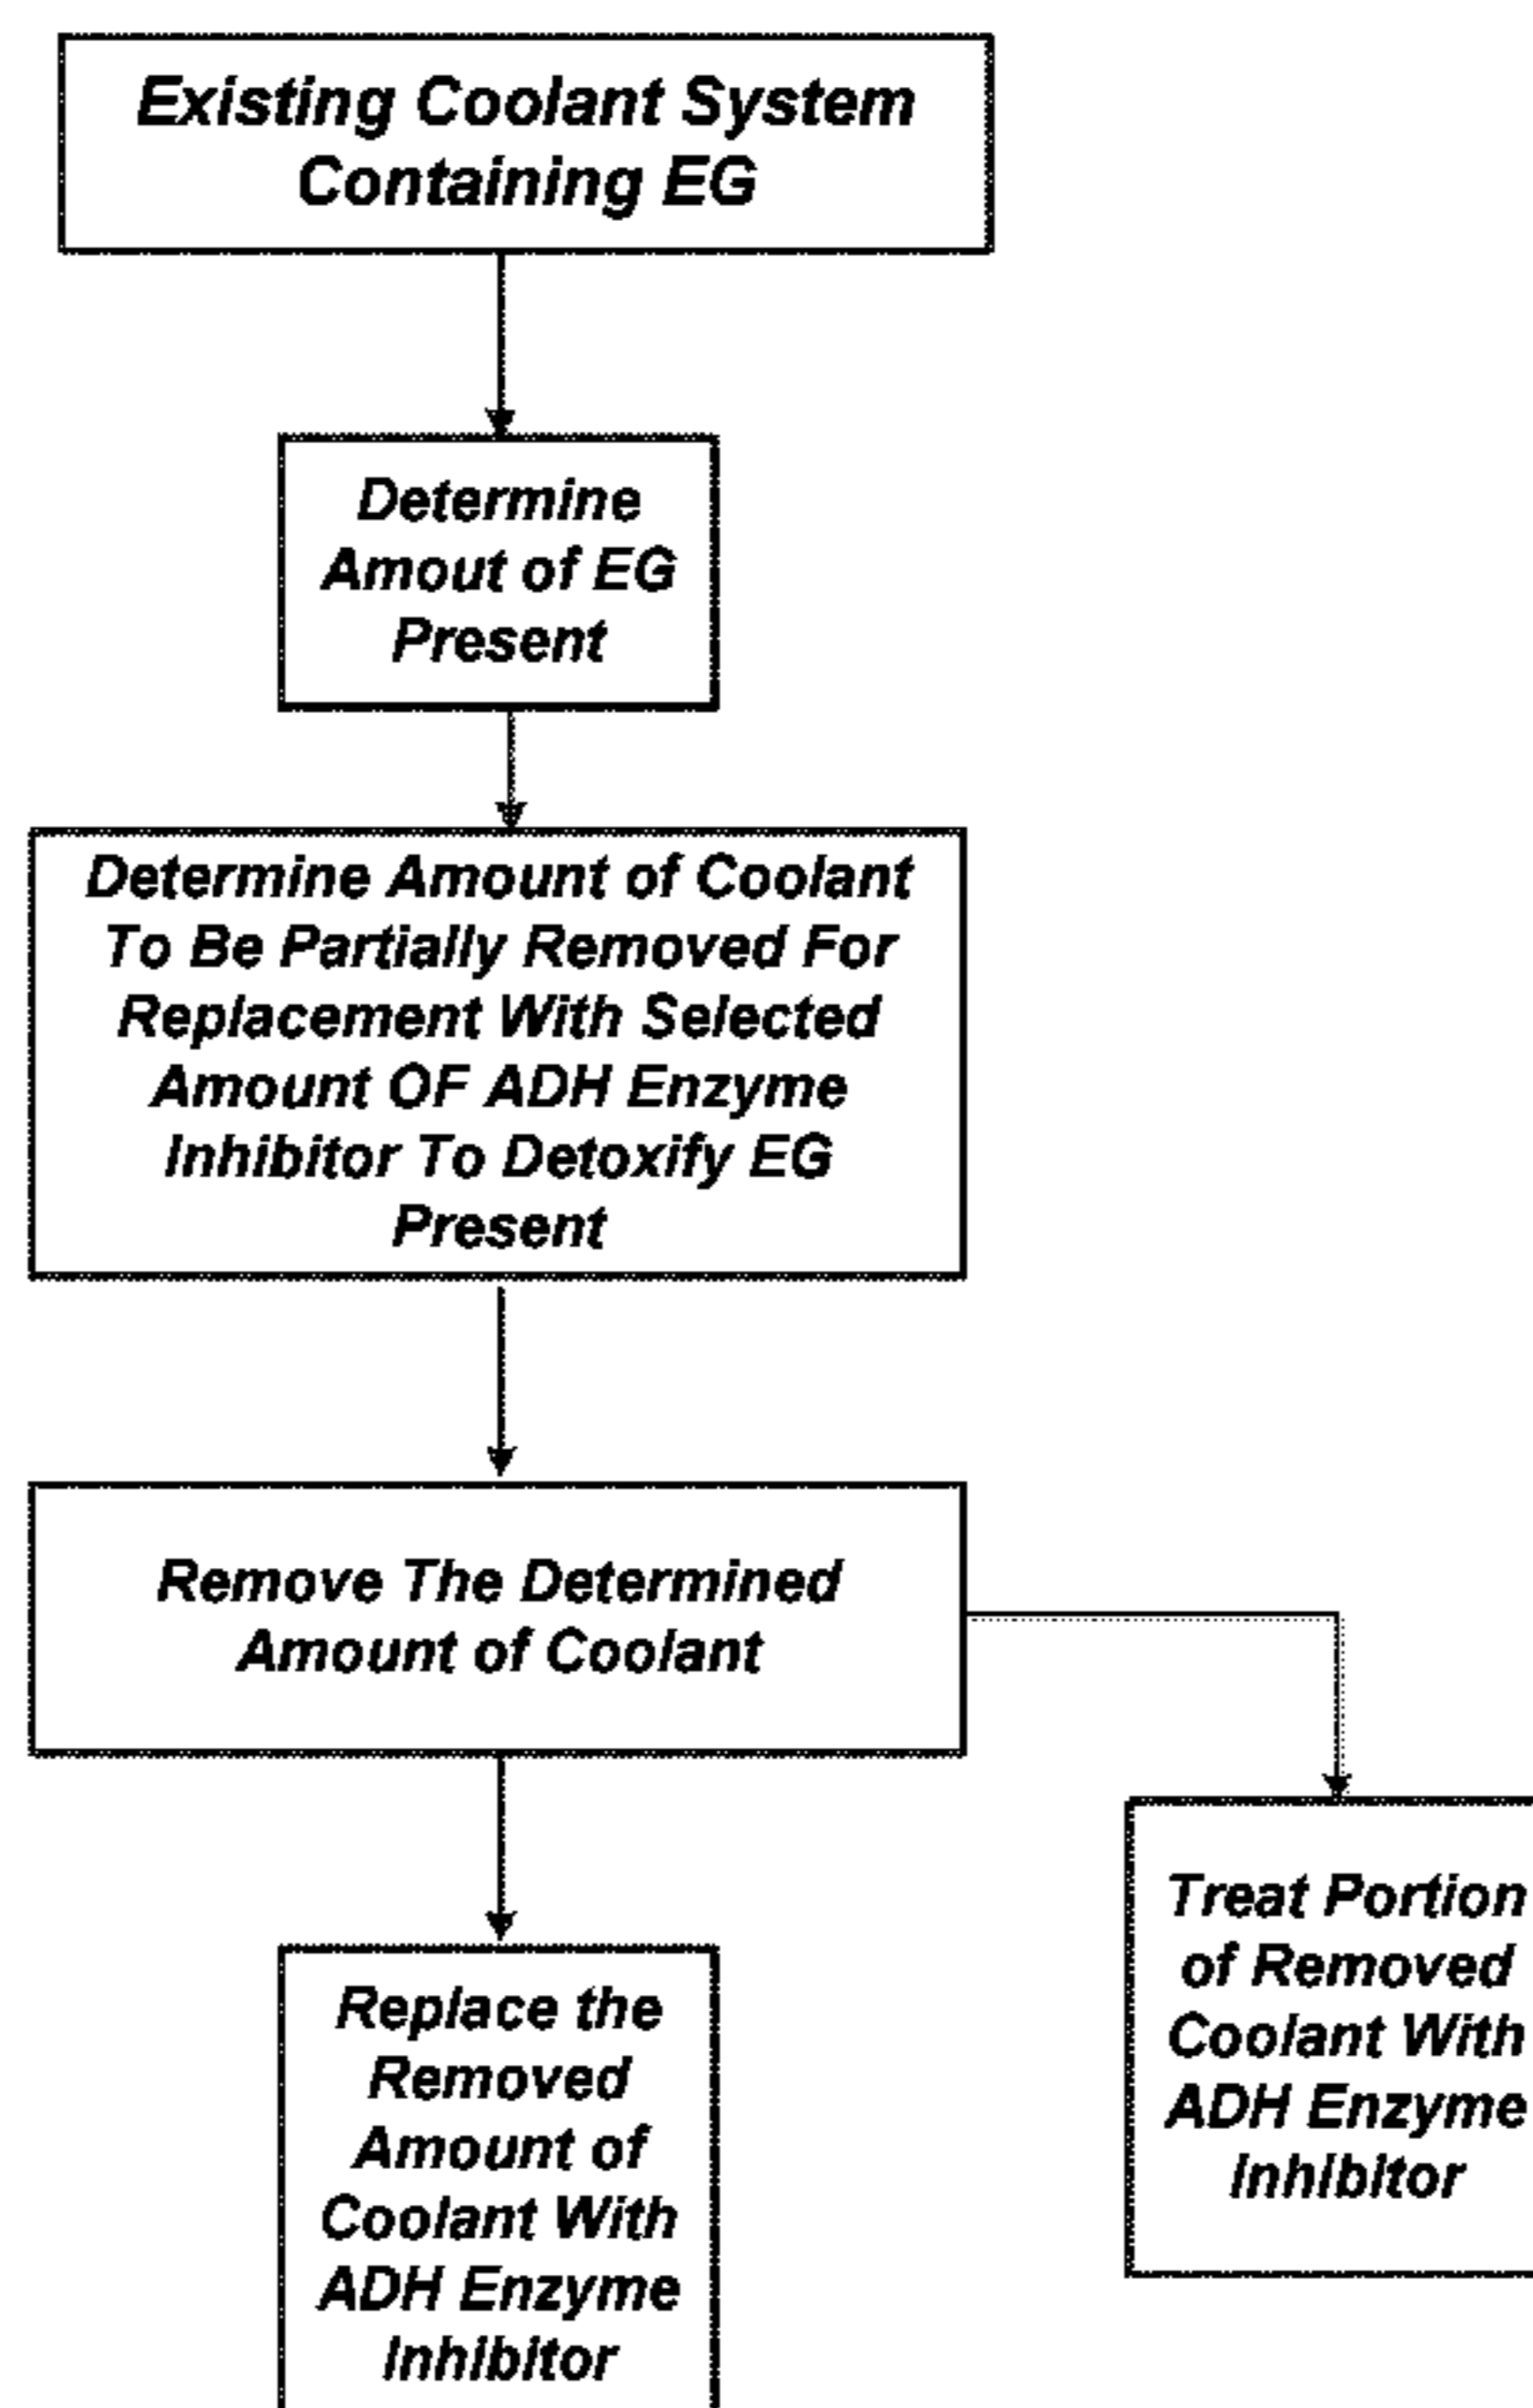 Existing Coolant System
Containing EG
Determine
Amout of EG
Present
Determine Amount of Coolant
To Be Partially Removed For
Replacement With Selected
Amount OF ADH Enzyme
Inhibitor To Detoxify EG
Present
Remove The Determined
Amount of Coolant
Replace the
Removed
Amount of
Coolant With
ADH Enzyme
Inhibitor
Treat Portion
of Removed
Coolant With
ADH Enzyme
Inhibitor